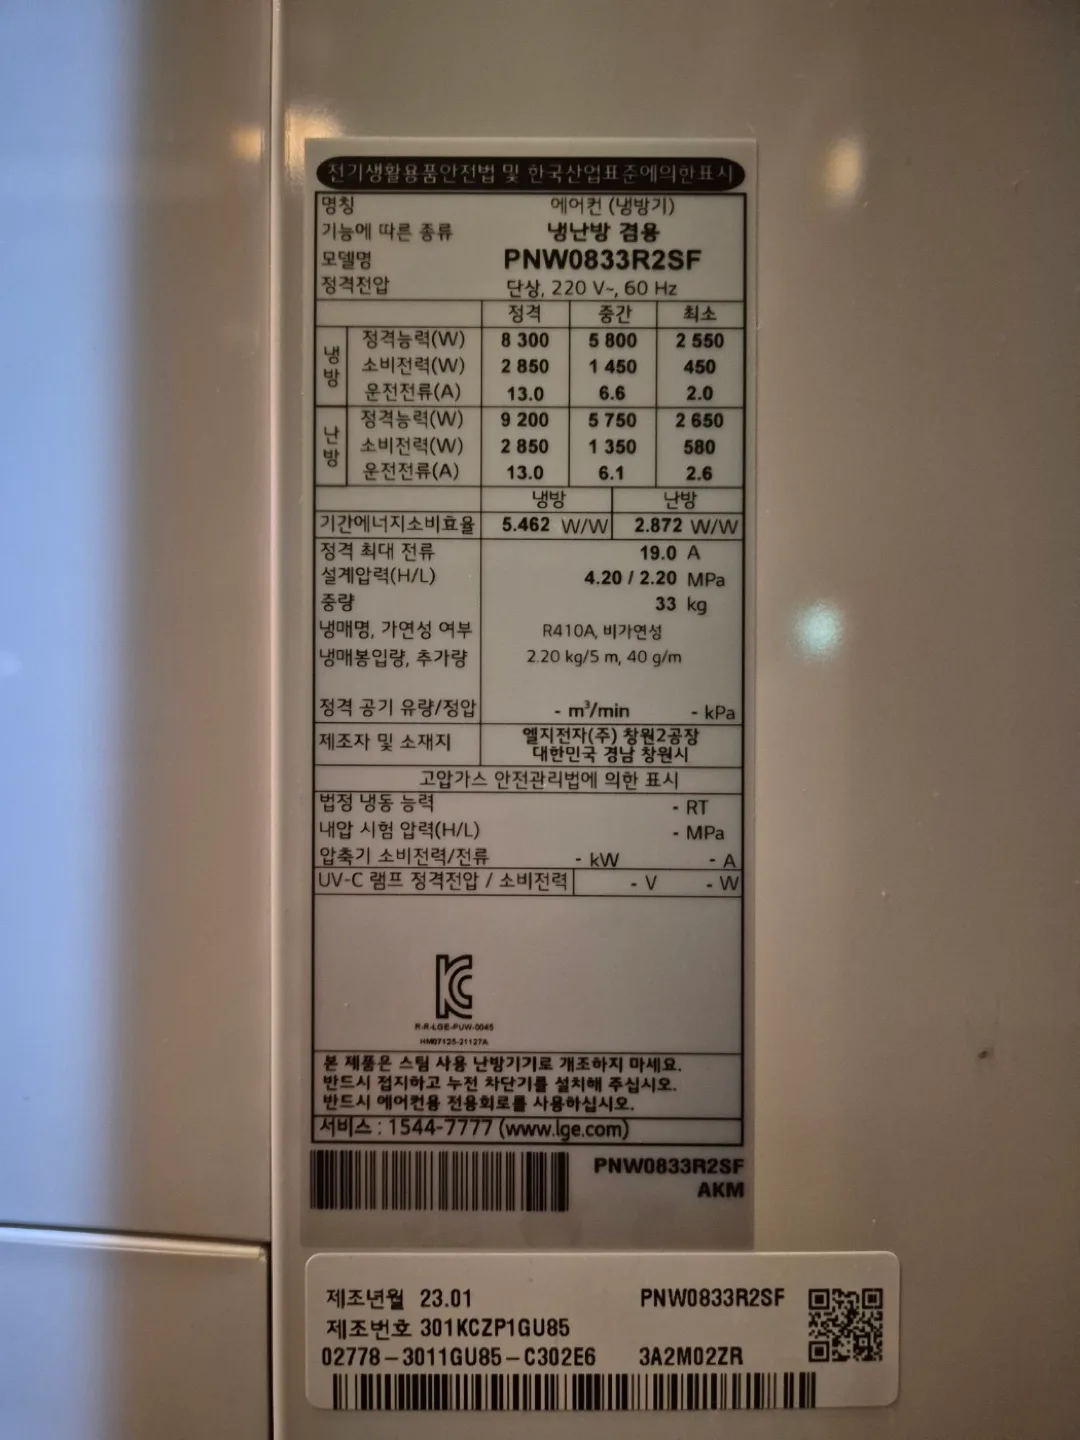 전기생활용품안전법 및 한국산업표준에의한표시
명칭 에어컨 (냉방기)
기능에 따른 종류 냉난방 겸용
모델명 PNW0833R2SF
정격전압 단상, 220 V~, 60 Hz
정격 중간 최소
냉방
정격능력(W) 8 300 5 800 2 550
소비전력(W) 2 850 1 450 450
운전전류(A) 13.0 6.6 2.0
난방
정격능력(W) 9 200 5 750 2 650
소비전력(W) 2 850 1 350 580
운전전류(A) 13.0 6.1 2.6
냉방 난방
기간에너지소비효율 5.462 W/W 2.872 W/W
정격 최대 전류 19.0 A
설계압력(H/L) 4.20 / 2.20 MPa
중량 33 kg
냉매명, 가연성 여부 R410A, 비가연성
냉매봉입량, 추가량 2.20 kg/5 m, 40 g/m
정격 공기 유량/정압 - m³/min - kPa
제조자 및 소재지 엘지전자(주) 창원2공장
대한민국 경남 창원시
고압가스 안전관리법에 의한 표시
법정 냉동 능력 - RT
내압 시험 압력(H/L) - MPa
압축기 소비전력/전류 - kW - A
UV-C 램프 정격전압 / 소비전력 - V - W
R-R-LGE-PUW-0045
HM07125-21127A
본 제품은 스팀 사용 난방기기로 개조하지 마세요.
반드시 접지하고 누전 차단기를 설치해 주십시오.
반드시 에어컨용 전용회로를 사용하십시오.
서비스 : 1544-7777 (www.lge.com)
PNW0833R2SF
AKM
제조년월 23.01 PNW0833R2SF
제조번호 301KCZP1GU85
02778-3011GU85-C302E6 3A2M02ZR